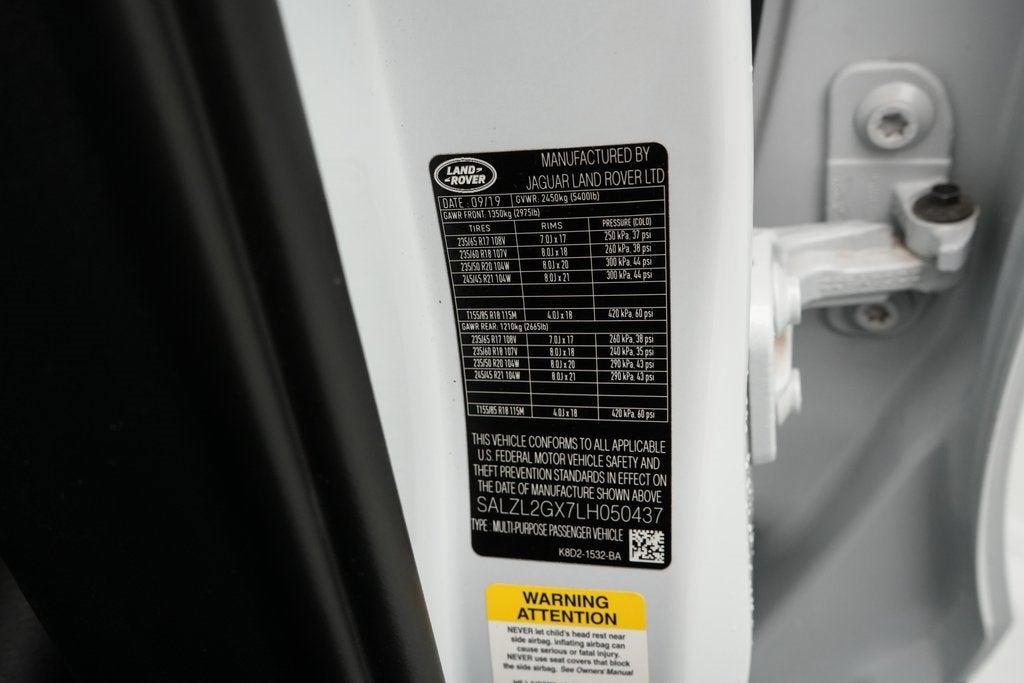 LAND ROVER
MANUFACTURED BY
JAGUAR LAND ROVER LTD
DATE: 09/19 GVWR: 2450kg (5400lb)
GAWR FRONT: 1350kg (2975lb)
TIRES RIMS PRESSURE (COLD)
235/65 R17 108V 7.0J x 17 250 kPa, 37 psi
235/60 R18 107V 8.0J x 18 260 kPa, 38 psi
235/50 R20 104W 8.0J x 20 300 kPa, 44 psi
245/45 R21 104W 8.0J x 21 300 kPa, 44 psi
T155/85 R18 115M 4.0J x 18 420 kPa, 60 psi
GAWR REAR: 1210kg (2665lb)
235/65 R17 108V 7.0J x 17 260 kPa, 38 psi
235/60 R18 107V 8.0J x 18 240 kPa, 35 psi
235/50 R20 104W 8.0J x 20 290 kPa, 43 psi
245/45 R21 104W 8.0J x 21 290 kPa, 43 psi
T155/85 R18 115M 4.0J x 18 420 kPa, 60 psi
THIS VEHICLE CONFORMS TO ALL APPLICABLE
U.S. FEDERAL MOTOR VEHICLE SAFETY AND
THEFT PREVENTION STANDARDS IN EFFECT ON
THE DATE OF MANUFACTURE SHOWN ABOVE
SALZL2GX7LH050437
TYPE : MULTI-PURPOSE PASSENGER VEHICLE
K8D2-1532-BA
WARNING
ATTENTION
NEVER let child's head rest near
side airbag, inflating airbag can
cause serious or fatal injury.
NEVER use seat covers that block
the side airbag. See Owners Manual